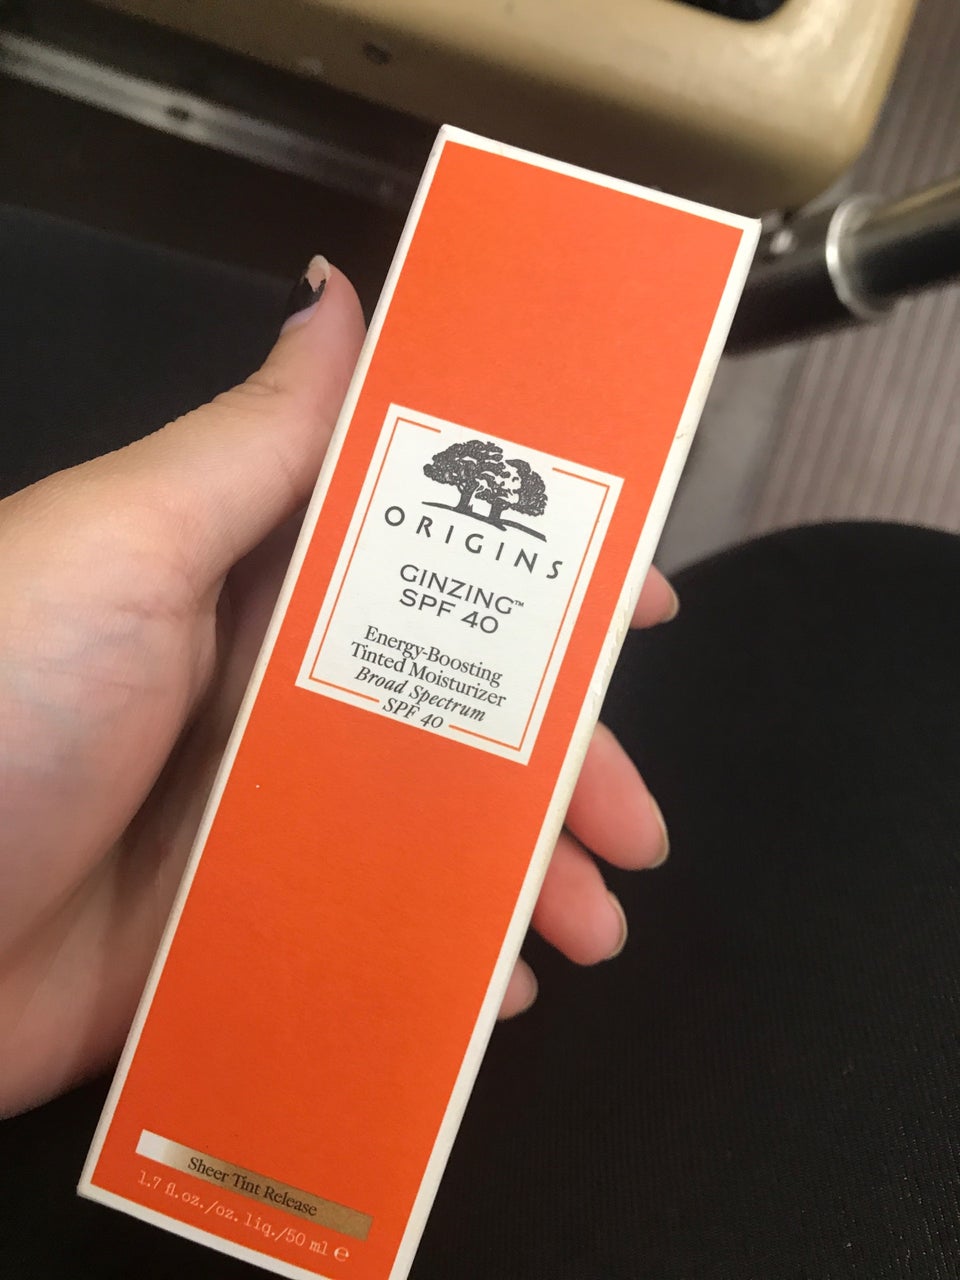 ORIGINS
GINZING™
SPF 40
Energy-Boosting
Tinted Moisturizer
Broad Spectrum
SPF 40
Sheer Tint Release
1.7 fl.oz./oz. liq./50 ml ℮